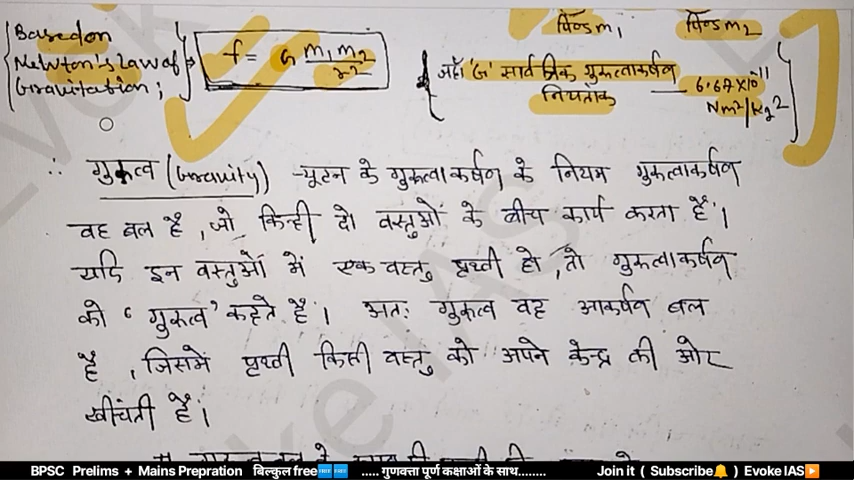 पिण्ड m₁ पिण्ड m₂
Based on
Newton's Law of
Gravitation;
f = G m₁ m₂ / r²
जहाँ 'G' सार्वत्रिक गुरुत्वाकर्षण
नियतांक
6.67×10⁻¹¹
Nm²/Kg²
∴ गुरुत्व (Gravity) न्यूटन के गुरुत्वाकर्षण के नियम गुरुत्वाकर्षण
वह बल है, जो किन्ही दो वस्तुओं के बीच कार्य करता है।
यदि इन वस्तुओं में एक वस्तु पृथ्वी हो, तो गुरुत्वाकर्षण
को 'गुरुत्व' कहते है। अतः गुरुत्व वह आकर्षण बल
है, जिसमें पृथ्वी किसी वस्तु को अपने केन्द्र की ओर
खींचती है।
BPSC Prelims + Mains Prepration बिल्कुल free🆓🆓 ..... गुणवत्ता पूर्ण कक्षाओं के साथ........ Join it ( Subscribe🔔 ) Evoke IAS▶️